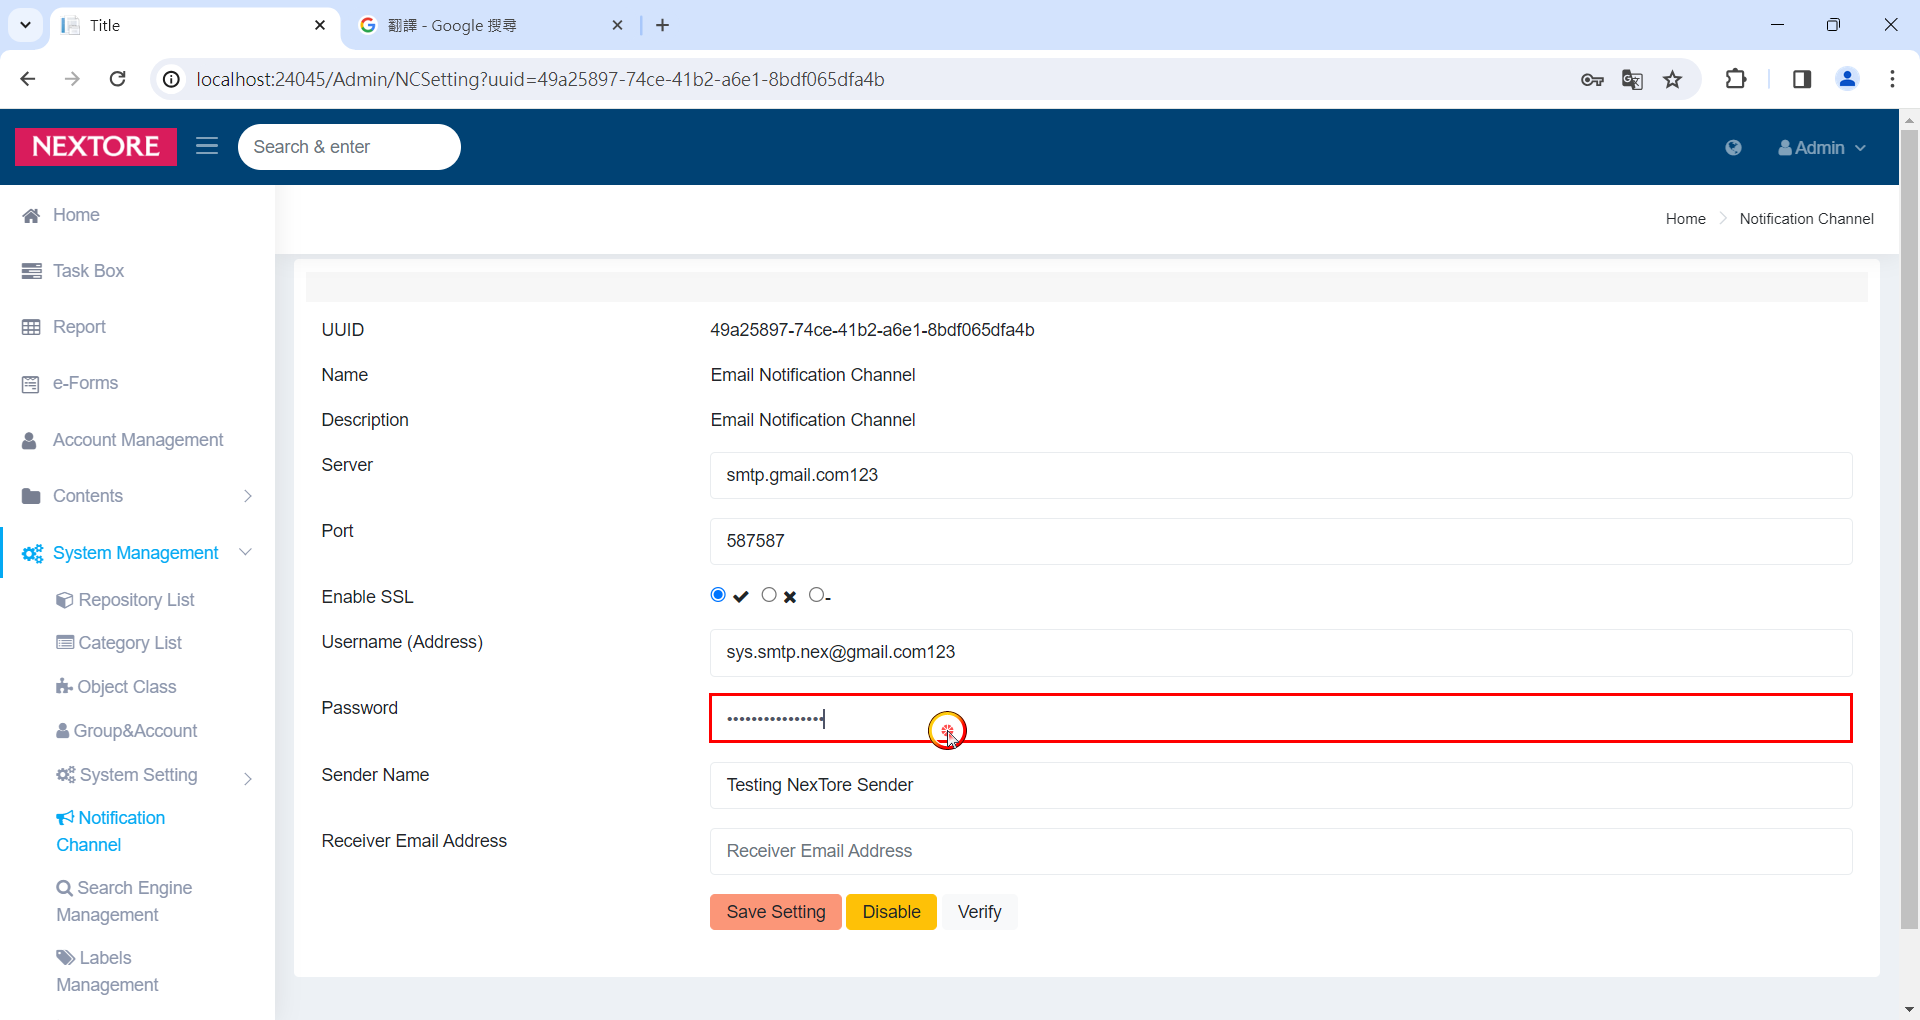 Title
翻譯 - Google 搜尋
localhost:24045/Admin/NCSetting?uuid=49a25897-74ce-41b2-a6e1-8bdf065dfa4b
NEXTORE
Search & enter
Admin
Home
Task Box
Report
e-Forms
Account Management
Contents
System Management
Repository List
Category List
Object Class
Group&Account
System Setting
Notification
Channel
Search Engine
Management
Labels
Management
Home
Notification Channel
UUID
49a25897-74ce-41b2-a6e1-8bdf065dfa4b
Name
Email Notification Channel
Description
Email Notification Channel
Server
smtp.gmail.com123
Port
587587
Enable SSL
-
Username (Address)
sys.smtp.nex@gmail.com123
Password
••••••••••••••••
Sender Name
Testing NexTore Sender
Receiver Email Address
Receiver Email Address
Save Setting
Disable
Verify